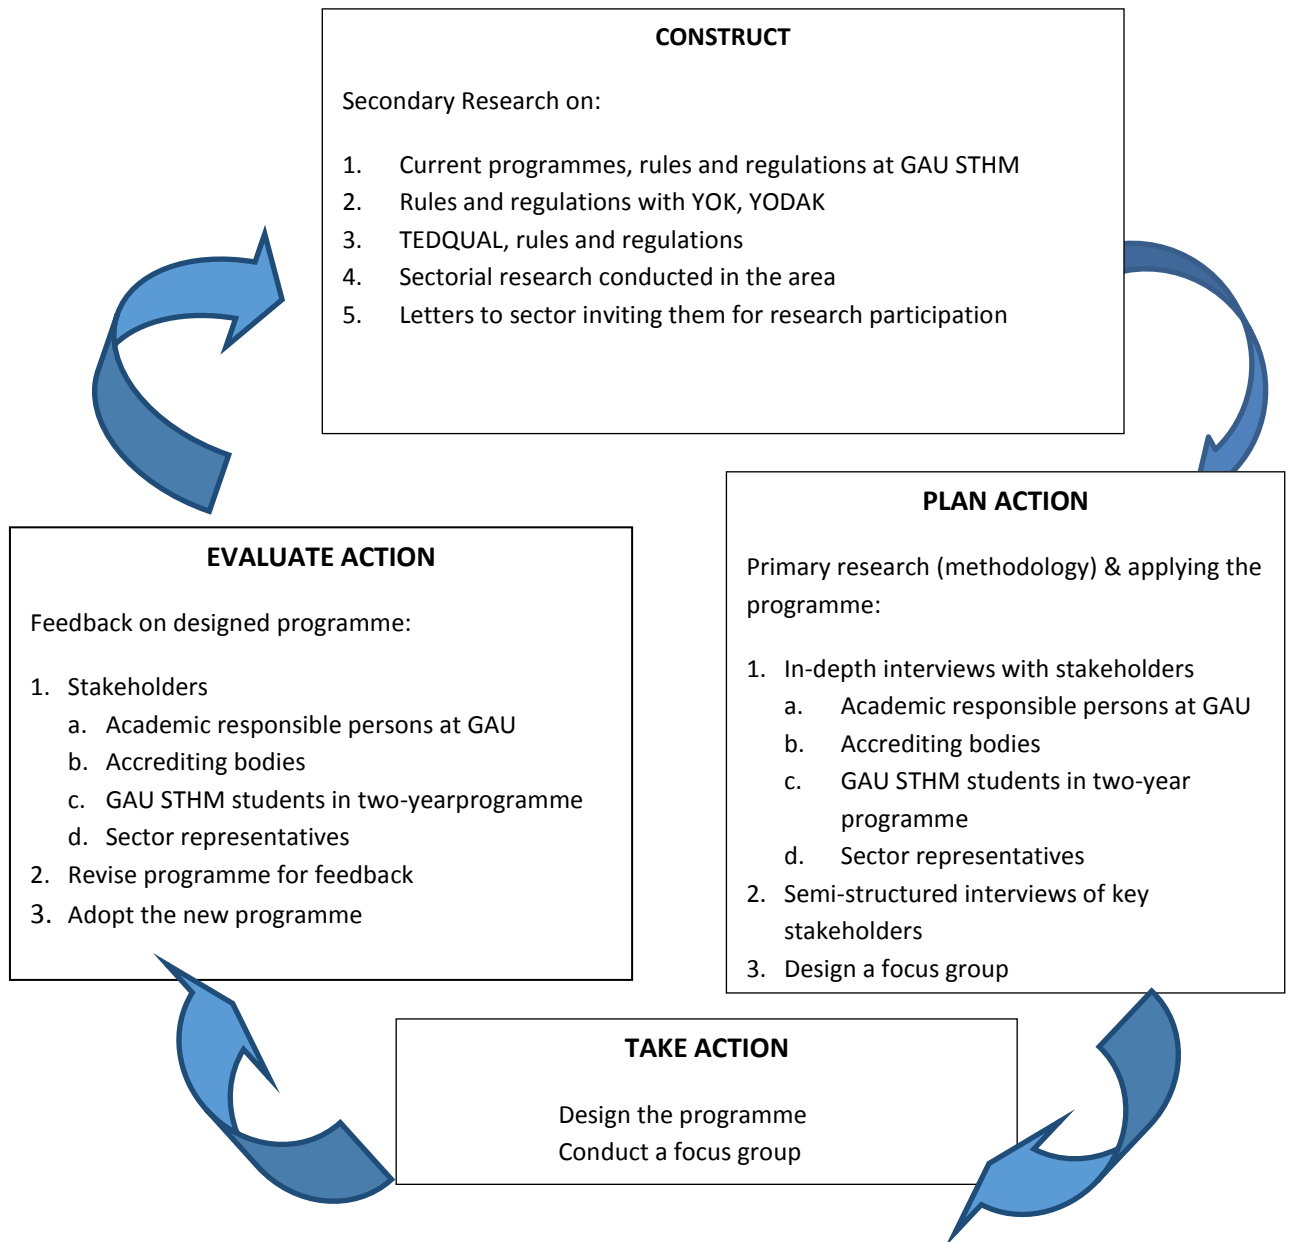 CONSTRUCT
Secondary Research on:
1. Current programmes, rules and regulations at GAU STHM
2. Rules and regulations with YOK, YODAK
3. TEDQUAL, rules and regulations
4. Sectorial research conducted in the area
5. Letters to sector inviting them for research participation
PLAN ACTION
Primary research (methodology) & applying the
programme:
1. In-depth interviews with stakeholders
a. Academic responsible persons at GAU
b. Accrediting bodies
c. GAU STHM students in two-year
programme
d. Sector representatives
2. Semi-structured interviews of key
stakeholders
3. Design a focus group
TAKE ACTION
Design the programme
Conduct a focus group
EVALUATE ACTION
Feedback on designed programme:
1. Stakeholders
a. Academic responsible persons at GAU
b. Accrediting bodies
c. GAU STHM students in two-yearprogramme
d. Sector representatives
2. Revise programme for feedback
3. Adopt the new programme